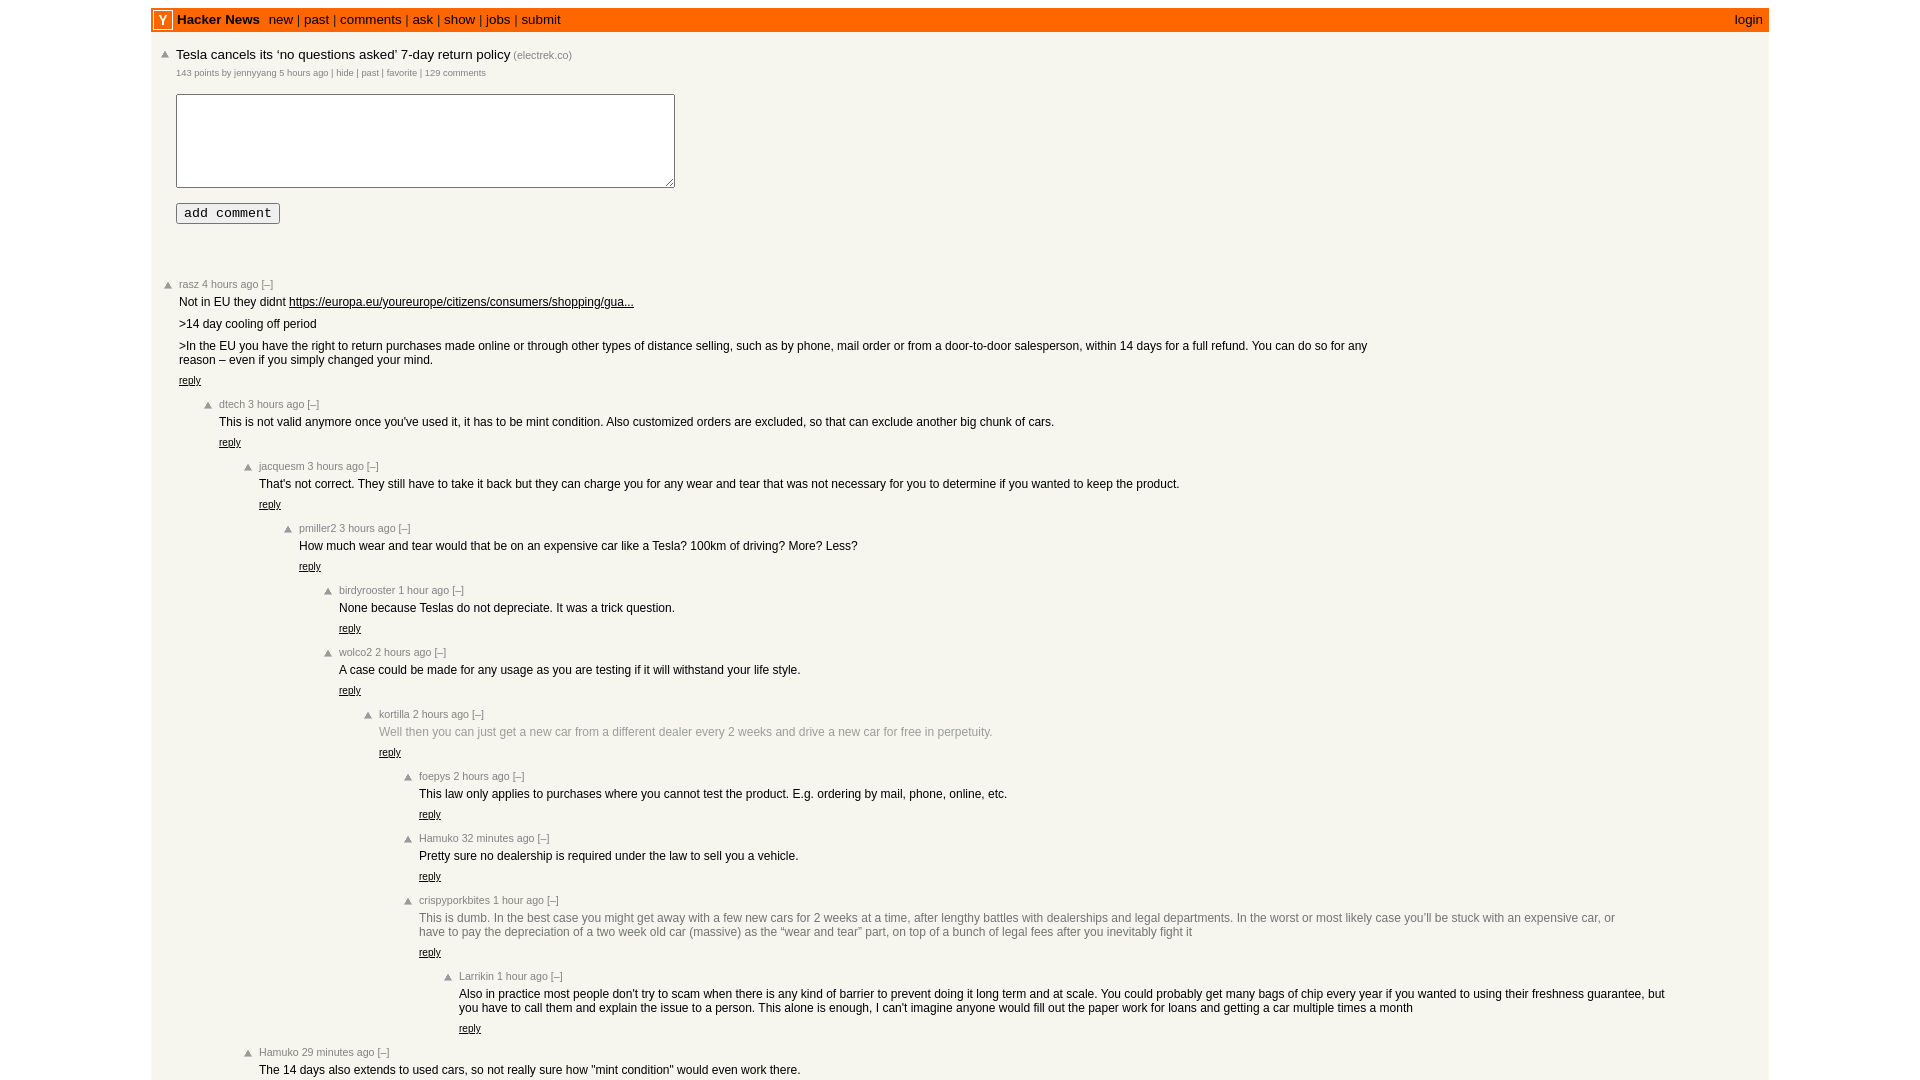 Y Hacker News new | past | comments | ask | show | jobs | submit login
Tesla cancels its ‘no questions asked’ 7-day return policy (electrek.co)
143 points by jennyyang 5 hours ago | hide | past | favorite | 129 comments
add comment
rasz 4 hours ago [–]
Not in EU they didnt https://europa.eu/youreurope/citizens/consumers/shopping/gua...
>14 day cooling off period
>In the EU you have the right to return purchases made online or through other types of distance selling, such as by phone, mail order or from a door-to-door salesperson, within 14 days for a full refund. You can do so for any
reason – even if you simply changed your mind.
reply
dtech 3 hours ago [–]
This is not valid anymore once you've used it, it has to be mint condition. Also customized orders are excluded, so that can exclude another big chunk of cars.
reply
jacquesm 3 hours ago [–]
That's not correct. They still have to take it back but they can charge you for any wear and tear that was not necessary for you to determine if you wanted to keep the product.
reply
pmiller2 3 hours ago [–]
How much wear and tear would that be on an expensive car like a Tesla? 100km of driving? More? Less?
reply
birdyrooster 1 hour ago [–]
None because Teslas do not depreciate. It was a trick question.
reply
wolco2 2 hours ago [–]
A case could be made for any usage as you are testing if it will withstand your life style.
reply
kortilla 2 hours ago [–]
Well then you can just get a new car from a different dealer every 2 weeks and drive a new car for free in perpetuity.
reply
foepys 2 hours ago [–]
This law only applies to purchases where you cannot test the product. E.g. ordering by mail, phone, online, etc.
reply
Hamuko 32 minutes ago [–]
Pretty sure no dealership is required under the law to sell you a vehicle.
reply
crispyporkbites 1 hour ago [–]
This is dumb. In the best case you might get away with a few new cars for 2 weeks at a time, after lengthy battles with dealerships and legal departments. In the worst or most likely case you’ll be stuck with an expensive car, or
have to pay the depreciation of a two week old car (massive) as the “wear and tear” part, on top of a bunch of legal fees after you inevitably fight it
reply
Larrikin 1 hour ago [–]
Also in practice most people don't try to scam when there is any kind of barrier to prevent doing it long term and at scale. You could probably get many bags of chip every year if you wanted to using their freshness guarantee, but
you have to call them and explain the issue to a person. This alone is enough, I can't imagine anyone would fill out the paper work for loans and getting a car multiple times a month
reply
Hamuko 29 minutes ago [–]
The 14 days also extends to used cars, so not really sure how "mint condition" would even work there.